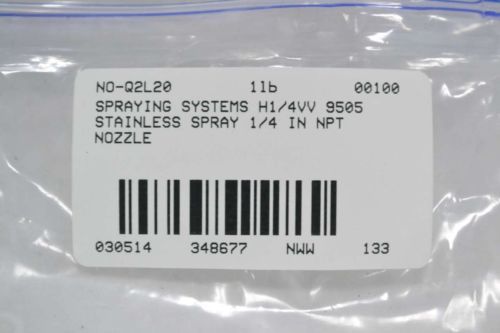 NO-Q2L20 1lb 00100
SPRAYING SYSTEMS H1/4VV 9505
STAINLESS SPRAY 1/4 IN NPT
NOZZLE
030514 348677 NWW 133